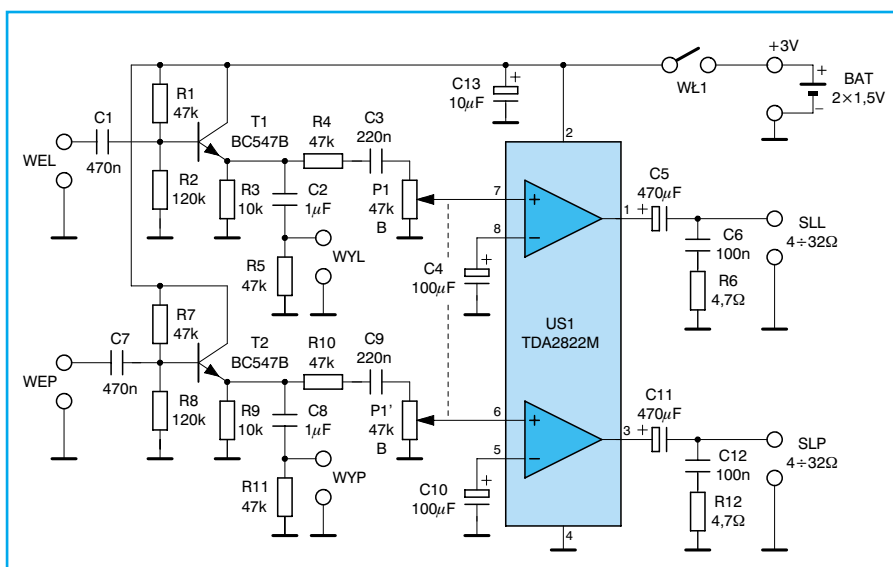 +3V
C13
10μF
WŁ1
+
BAT
2×1,5V
−
R1
47k
T1
BC547B
R4
47k
C3
220n
2
C1
470n
WEL
R2
120k
R3
10k
C2
1μF
P1
47k
B
7
+
8
−
1
C5
+
470μF
C6
100n
SLL
4÷32Ω
R6
4,7Ω
WYL
R5
47k
C4
100μF
+
US1
TDA2822M
R7
47k
T2
BC547B
R10
47k
C9
220n
C7
470n
WEP
R8
120k
R9
10k
C8
1μF
P1'
47k
B
6
+
5
−
3
C11
470μF
+
C12
100n
SLP
4÷32Ω
R12
4,7Ω
WYP
R11
47k
C10
100μF
+
4
+